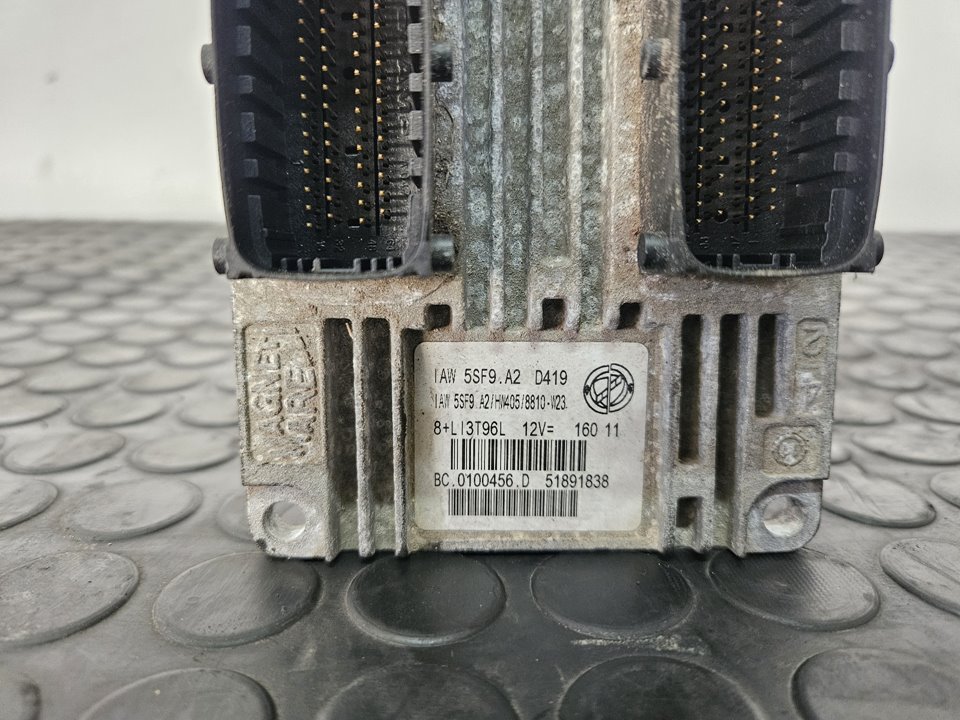 MAGNETI
MARELLI
IAW 5SF9.A2 D419
IAW 5SF9.A2/HW405/8810-W23.
8+LI3T96L 12V= 160 11
BC.0100456.D 51891838